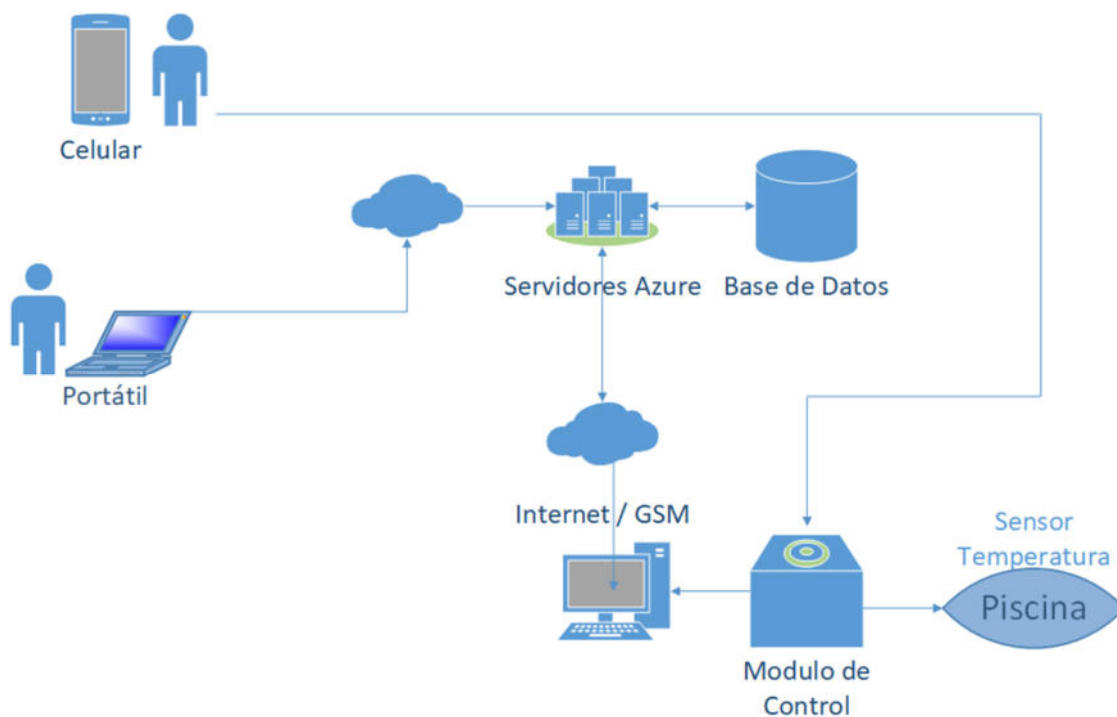 Celular
Servidores Azure
Base de Datos
Portátil
Internet / GSM
Sensor
Temperatura
Piscina
Modulo de
Control